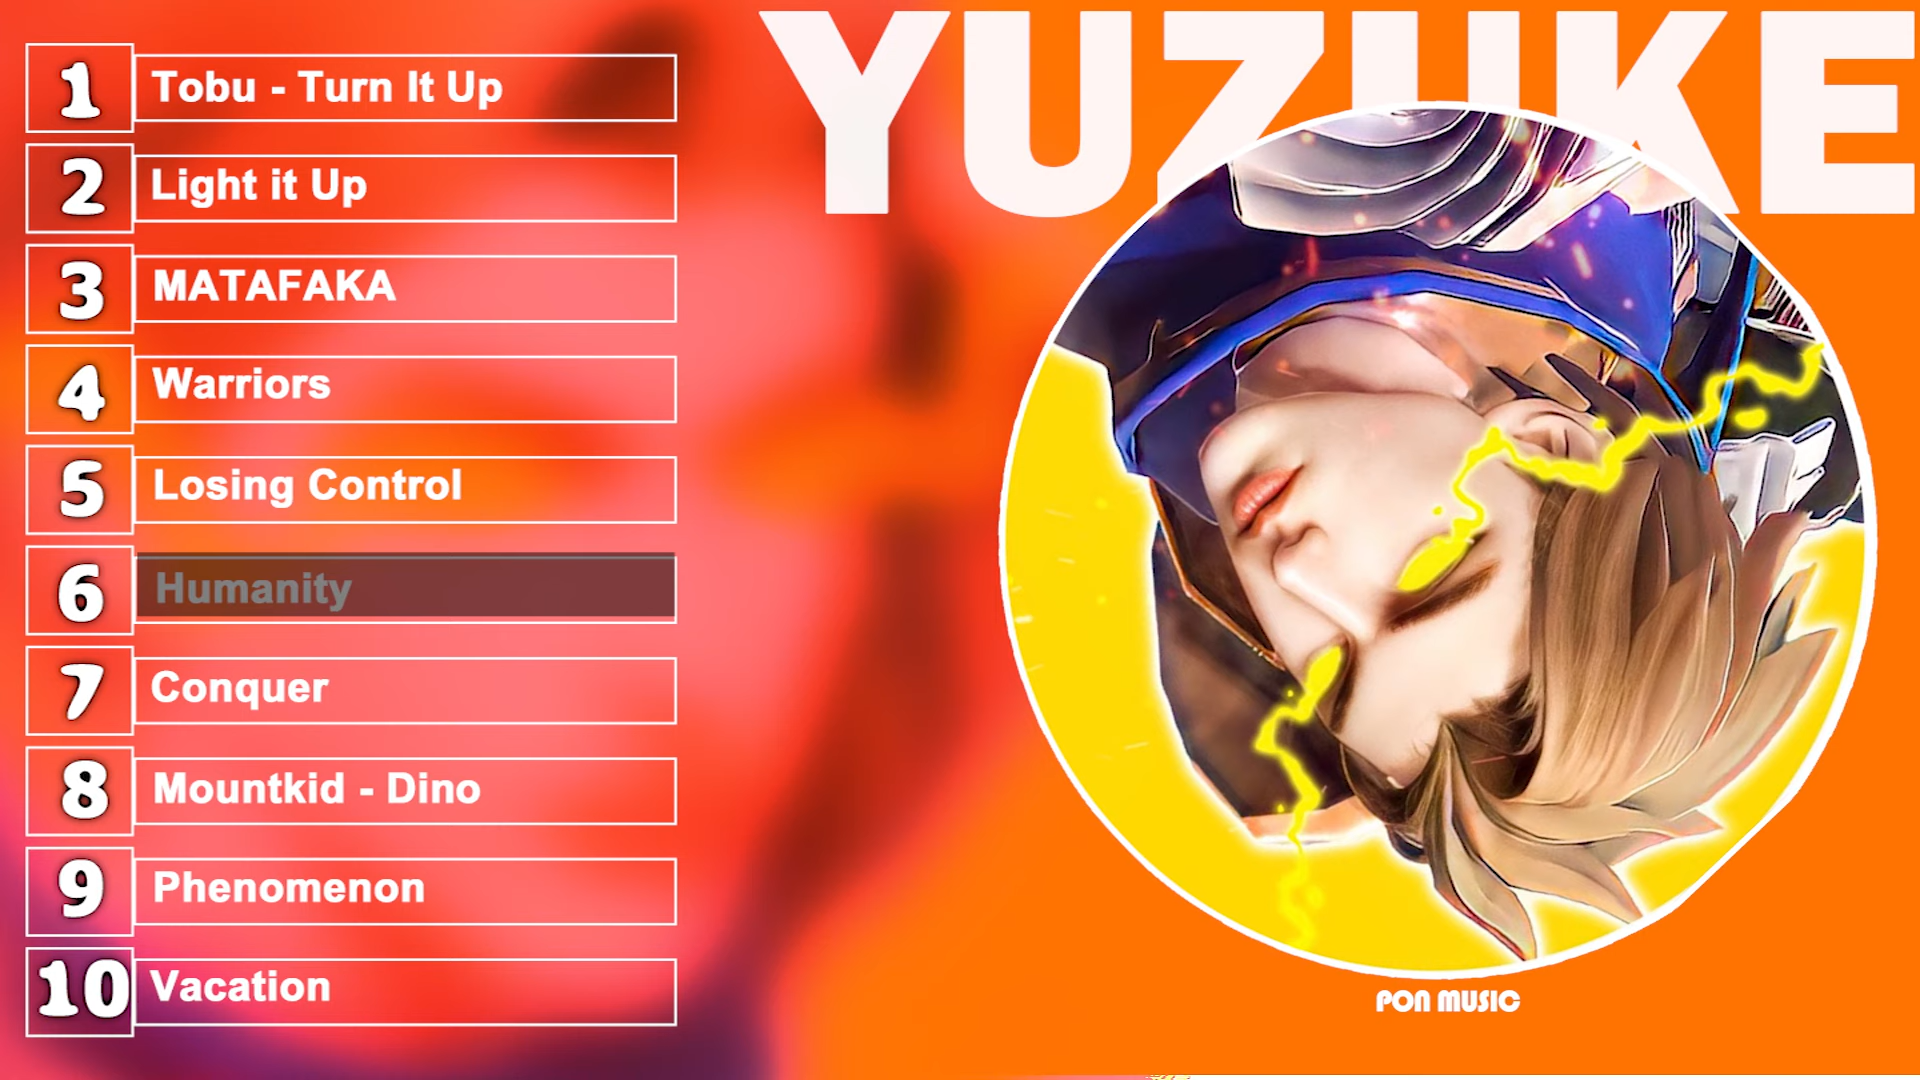 YUZUKE
1 Tobu - Turn It Up
2 Light it Up
3 MATAFAKA
4 Warriors
5 Losing Control
6 Humanity
7 Conquer
8 Mountkid - Dino
9 Phenomenon
10 Vacation
PON MUSIC